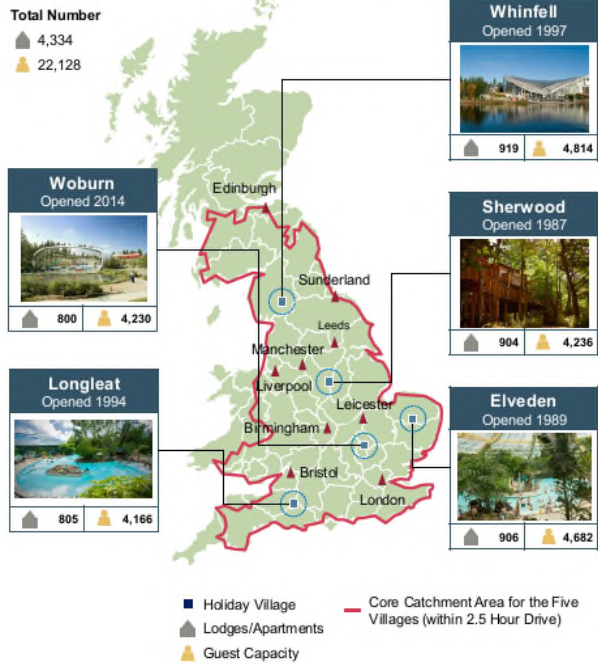 Total Number
4,334
22,128
Whinfell
Opened 1997
919 4,814
Woburn
Opened 2014
800 4,230
Sherwood
Opened 1987
904 4,236
Longleat
Opened 1994
805 4,166
Elveden
Opened 1989
906 4,682
Edinburgh
Sunderland
Leeds
Manchester
Liverpool
Leicester
Birmingham
Bristol
London
Holiday Village
Lodges/Apartments
Guest Capacity
Core Catchment Area for the Five
Villages (within 2.5 Hour Drive)